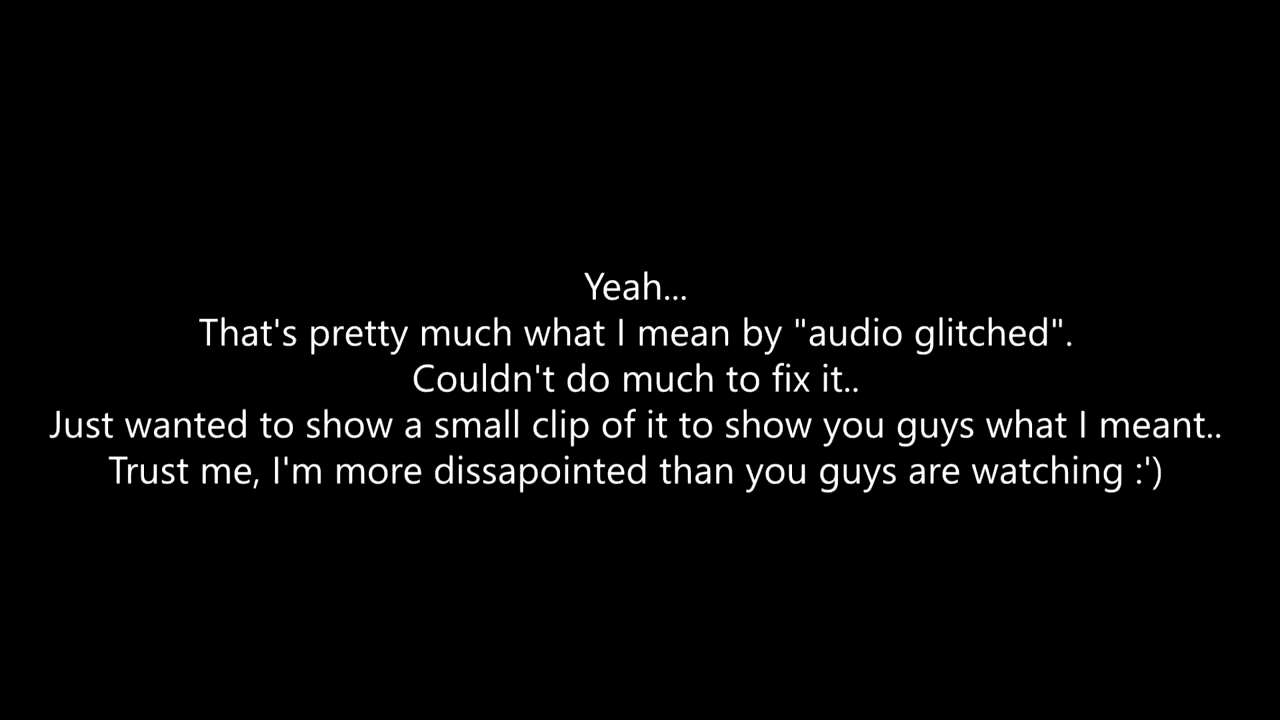 Yeah...
That's pretty much what I mean by "audio glitched".
Couldn't do much to fix it..
Just wanted to show a small clip of it to show you guys what I meant..
Trust me, I'm more dissapointed than you guys are watching :')